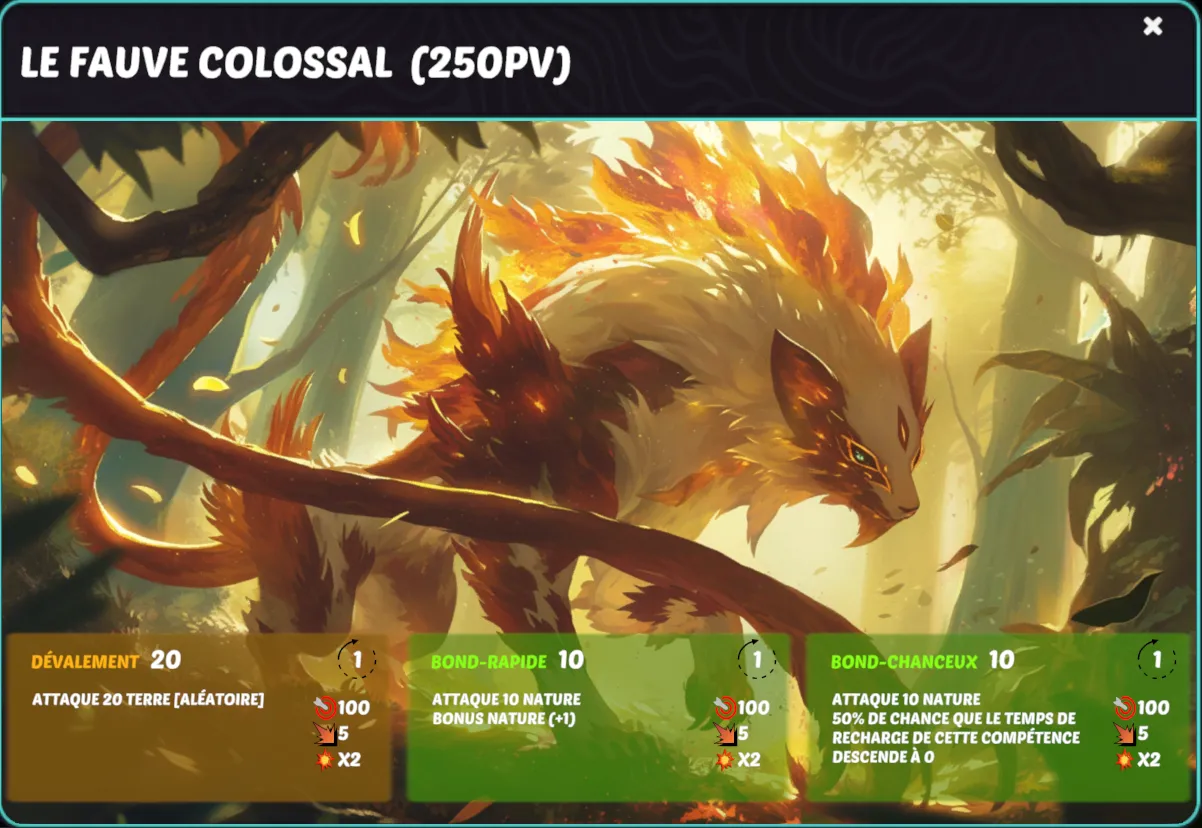 LE FAUVE COLOSSAL (250PV)
DÉVALEMENT 20
1
ATTAQUE 20 TERRE [ALÉATOIRE]
100
5
X2
BOND-RAPIDE 10
1
ATTAQUE 10 NATURE
BONUS NATURE (+1)
100
5
X2
BOND-CHANCEUX 10
1
ATTAQUE 10 NATURE
50% DE CHANCE QUE LE TEMPS DE
RECHARGE DE CETTE COMPÉTENCE
DESCENDE À 0
100
5
X2